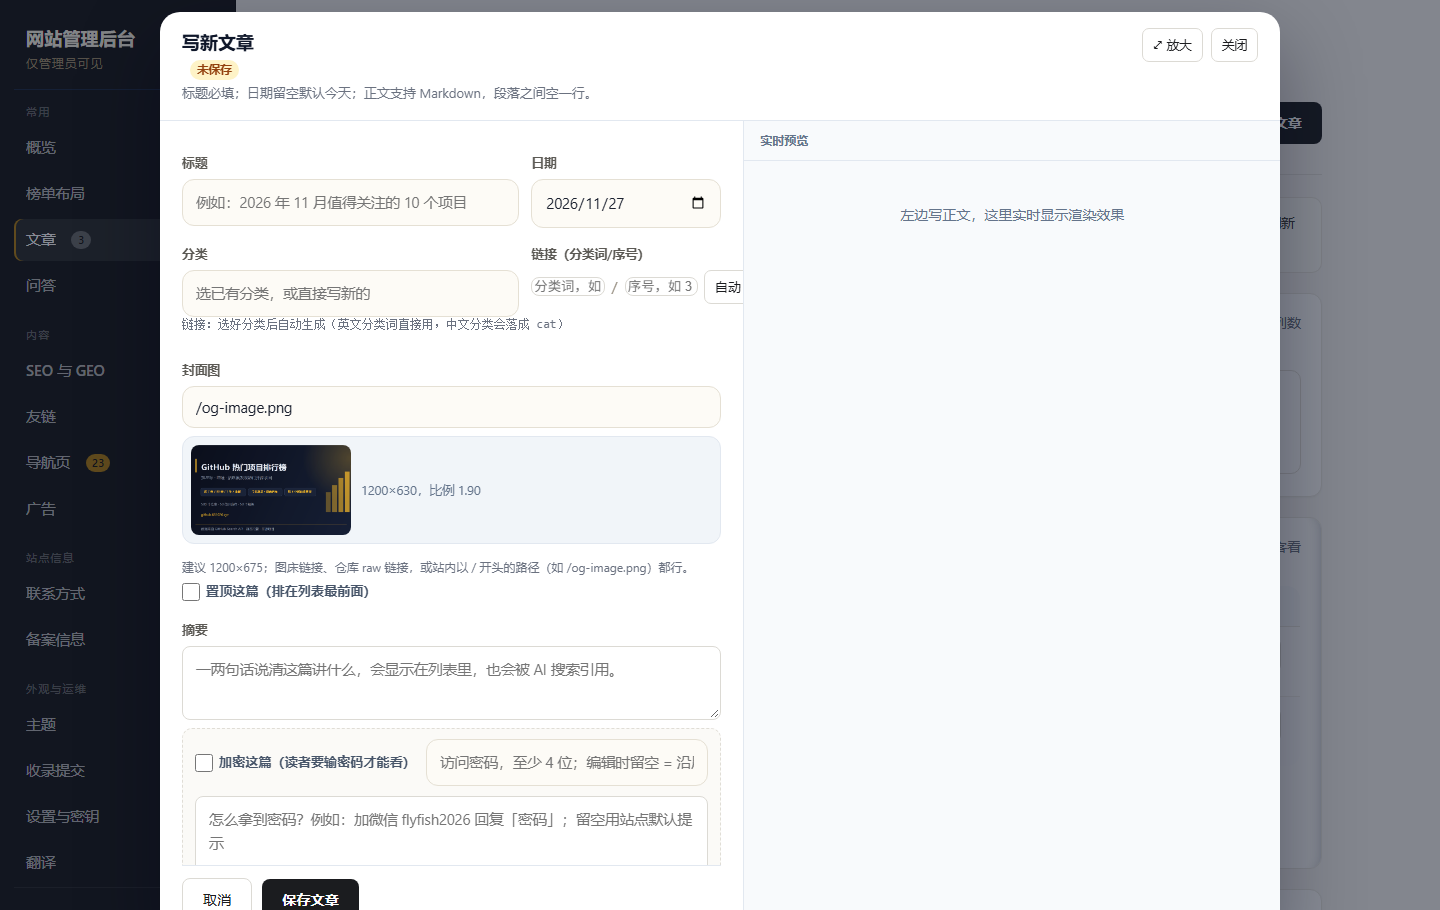 网站管理后台
仅管理员可见
常用
概览
榜单布局
文章 3
问答
内容
SEO 与 GEO
友链
导航页 23
广告
站点信息
联系方式
备案信息
外观与运维
主题
收录提交
设置与密钥
翻译
写新文章
未保存
标题必填；日期留空默认今天；正文支持 Markdown，段落之间空一行。
⤢ 放大
关闭
标题
例如：2026 年 11 月值得关注的 10 个项目
日期
2026/11/27
分类
选已有分类，或直接写新的
链接（分类词/序号）
分类词，如 / 序号，如 3 自动
链接：选好分类后自动生成（英文分类词直接用，中文分类会落成 cat）
封面图
/og-image.png
GitHub 热门项目排行榜
1200×630，比例 1.90
建议 1200×675；图床链接、仓库 raw 链接，或站内以 / 开头的路径（如 /og-image.png）都行。
置顶这篇（排在列表最前面）
摘要
一两句话说清这篇讲什么，会显示在列表里，也会被 AI 搜索引用。
加密这篇（读者要输密码才能看）
访问密码，至少 4 位；编辑时留空 = 沿
怎么拿到密码？例如：加微信 flyfish2026 回复「密码」；留空用站点默认提示
取消
保存文章
实时预览
左边写正文，这里实时显示渲染效果
文章
新
列数
客看